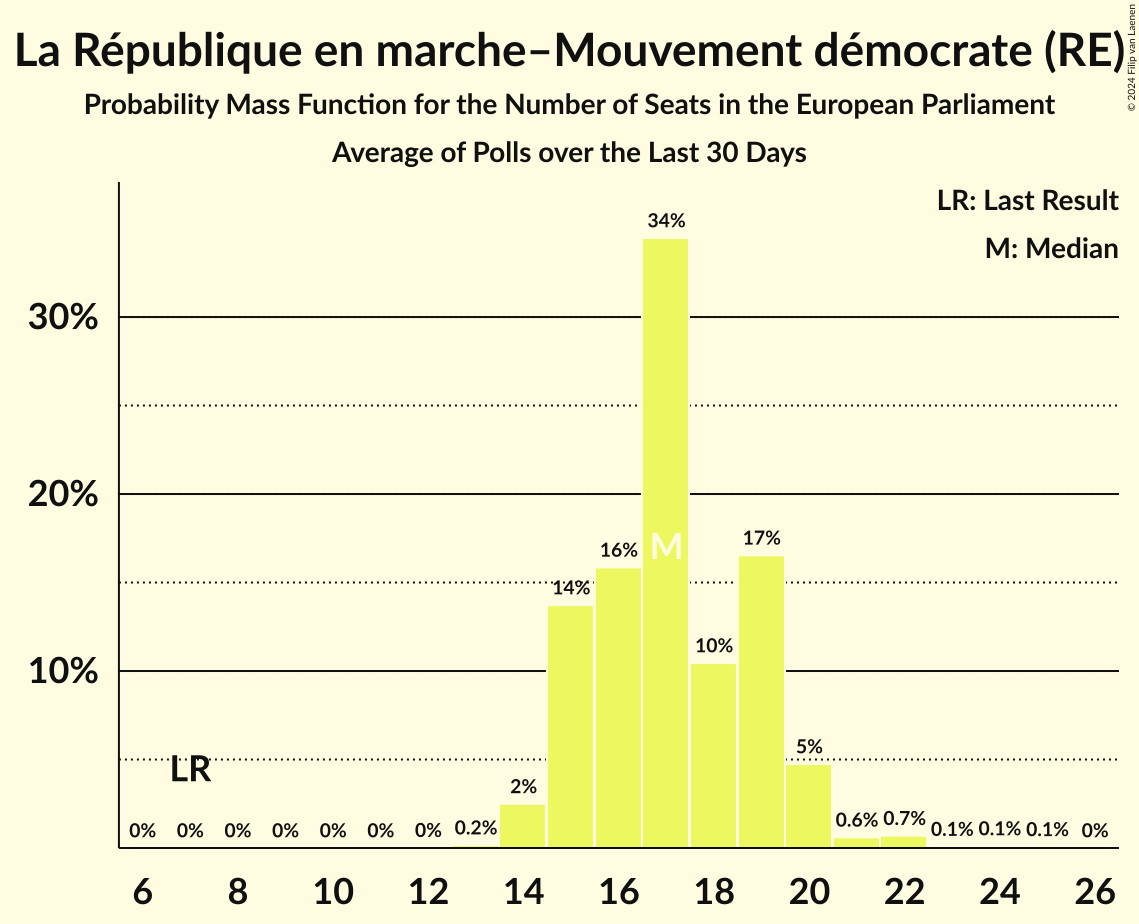 La République en marche–Mouvement démocrate (RE)
© 2024 Filip van Laenen
Probability Mass Function for the Number of Seats in the European Parliament
Average of Polls over the Last 30 Days
LR: Last Result
M: Median
34%
30%
20%
M
17%
16%
14%
10%
10%
5%
LR
2%
0% 0% 0% 0% 0% 0% 0% 0.2% 0.6% 0.7% 0.1% 0.1% 0.1% 0%
6 8 10 12 14 16 18 20 22 24 26